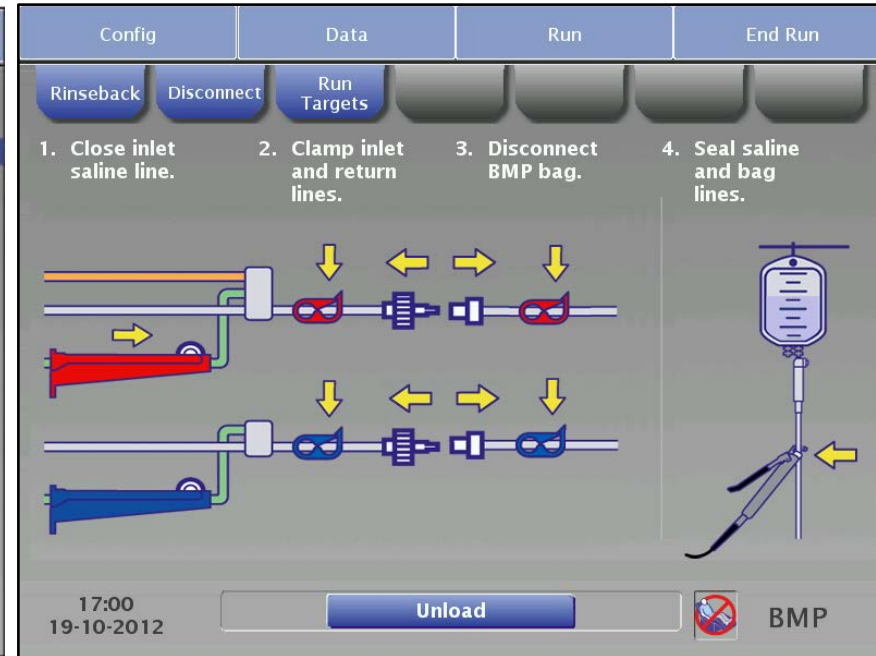 Config
Data
Run
End Run
Rinseback
Disconnect
Run
Targets
1. Close inlet
saline line.
2. Clamp inlet
and return
lines.
3. Disconnect
BMP bag.
4. Seal saline
and bag
lines.
17:00
19-10-2012
Unload
BMP